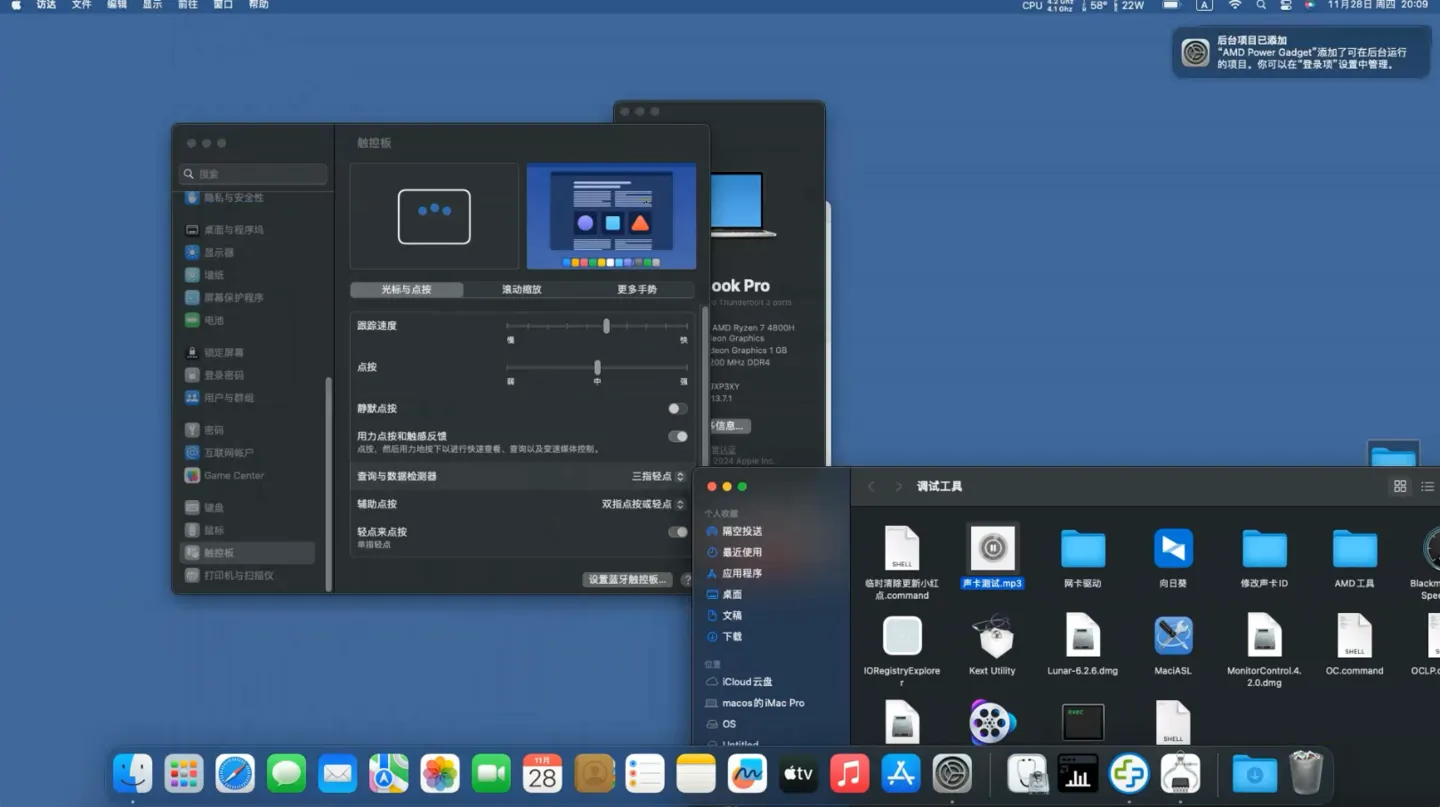 访达 文件 编辑 显示 前往 窗口 帮助
CPU 4.2 Ghz 4.1 Ghz 58° 22W A 11月28日 周四 20:09
后台项目已添加
“AMD Power Gadget”添加了可在后台运行
的项目。你可以在“登录项”设置中管理。
触控板
搜索
隐私与安全性
桌面与程序坞
显示器
墙纸
屏幕保护程序
电池
锁定屏幕
登录密码
用户与群组
密码
互联网帐户
Game Center
键盘
鼠标
触控板
打印机与扫描仪
光标与点按 滚动缩放 更多手势
跟踪速度
慢 快
点按
弱 中 强
静默点按
用力点按和触感反馈
点按，然后用力地按下以进行快速查看、查询以及变速媒体控制。
查询与数据检测器 三指轻点
辅助点按 双指点按或轻点
轻点来点按
单指轻点
设置蓝牙触控板... ?
ook Pro
Thunderbolt 3 ports
AMD Ryzen 7 4800H
eon Graphics
deon Graphics 1 GB
200 MHz DDR4
JXP3XY
13.7.1
信息...
2024 Apple Inc.
调试工具
个人收藏
隔空投送
最近使用
应用程序
桌面
文稿
下载
位置
iCloud 云盘
macos的iMac Pro
OS
Untitled
SHELL
临时清除更新小红
点.command
声卡测试.mp3
网卡驱动
向日葵
修改声卡ID
AMD工具
Blackm
Spee
IORegistryExplore
r
Kext Utility
Lunar-6.2.6.dmg
MaciASL
MonitorControl.4.
2.0.dmg
SHELL
OC.command
OCLP.c
exec
SHELL
11月
28
tv